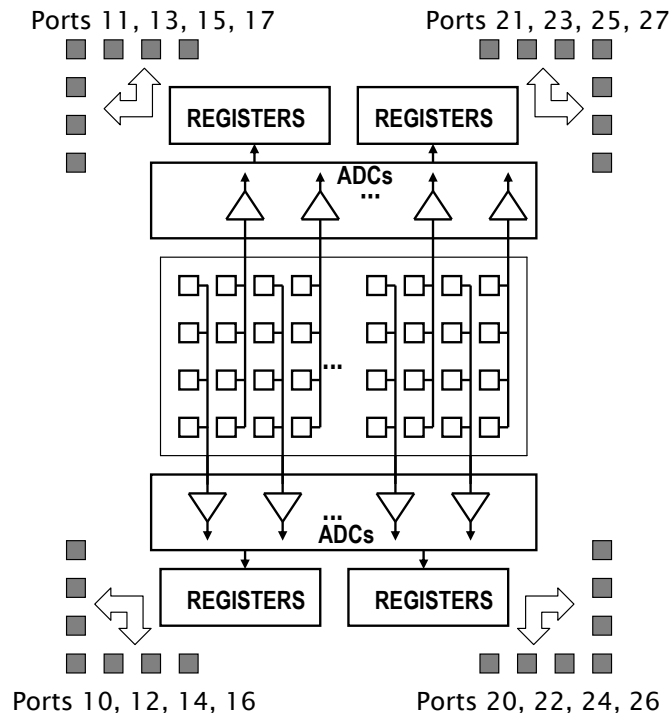 Ports 11, 13, 15, 17
Ports 21, 23, 25, 27
REGISTERS
REGISTERS
ADCs
...
...
...
ADCs
REGISTERS
REGISTERS
Ports 10, 12, 14, 16
Ports 20, 22, 24, 26